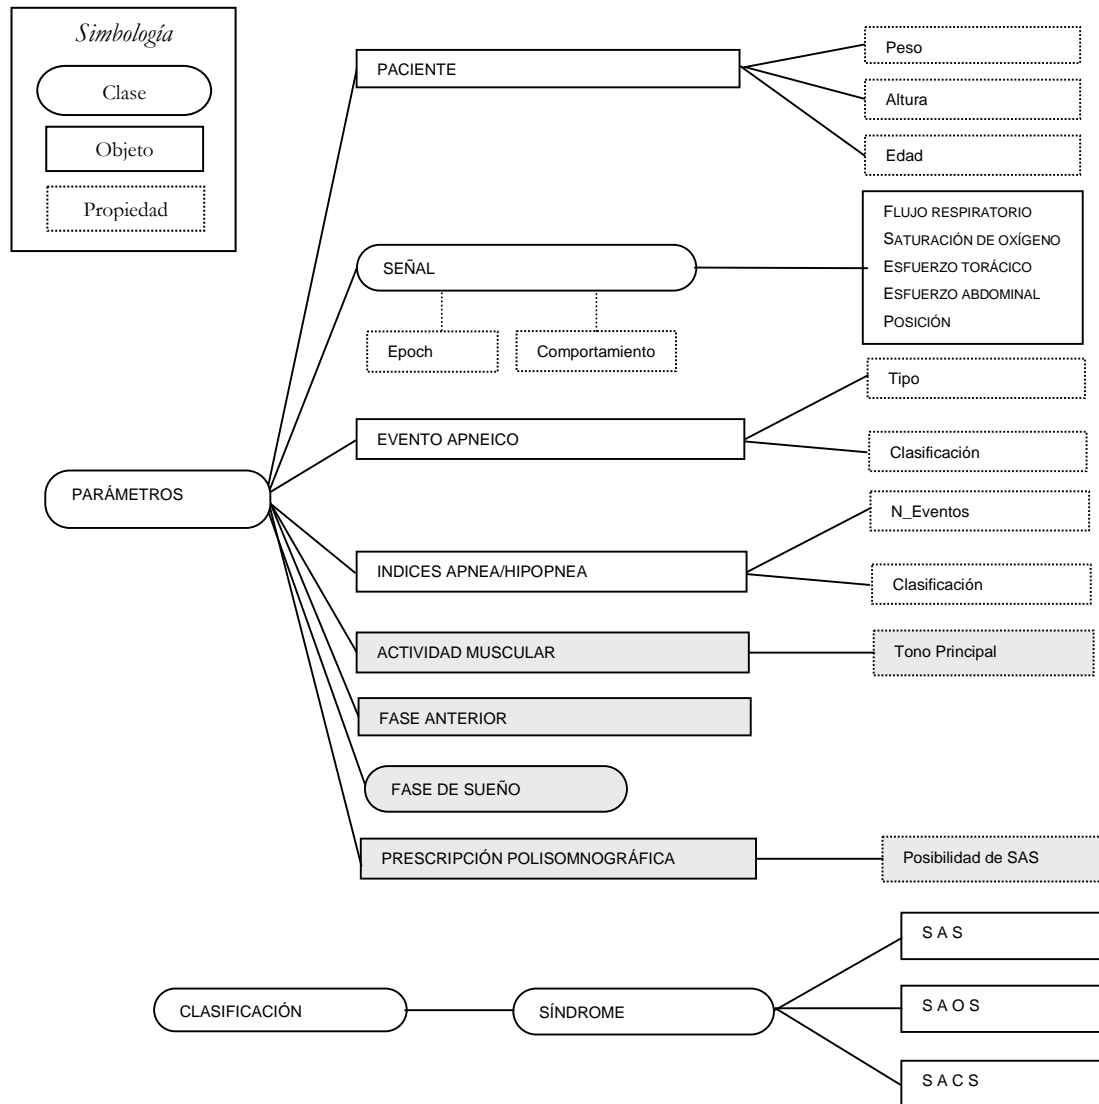 Simbología
Clase
Objeto
Propiedad
PACIENTE
Peso
Altura
Edad
SEÑAL
FLUJO RESPIRATORIO
SATURACIÓN DE OXÍGENO
ESFUERZO TORÁCICO
ESFUERZO ABDOMINAL
POSICIÓN
Epoch
Comportamiento
EVENTO APNEICO
Tipo
Clasificación
PARÁMETROS
INDICES APNEA/HIPOPNEA
N_Eventos
Clasificación
ACTIVIDAD MUSCULAR
Tono Principal
FASE ANTERIOR
FASE DE SUEÑO
PRESCRIPCIÓN POLISOMNOGRÁFICA
Posibilidad de SAS
CLASIFICACIÓN
SÍNDROME
S A S
S A O S
S A C S